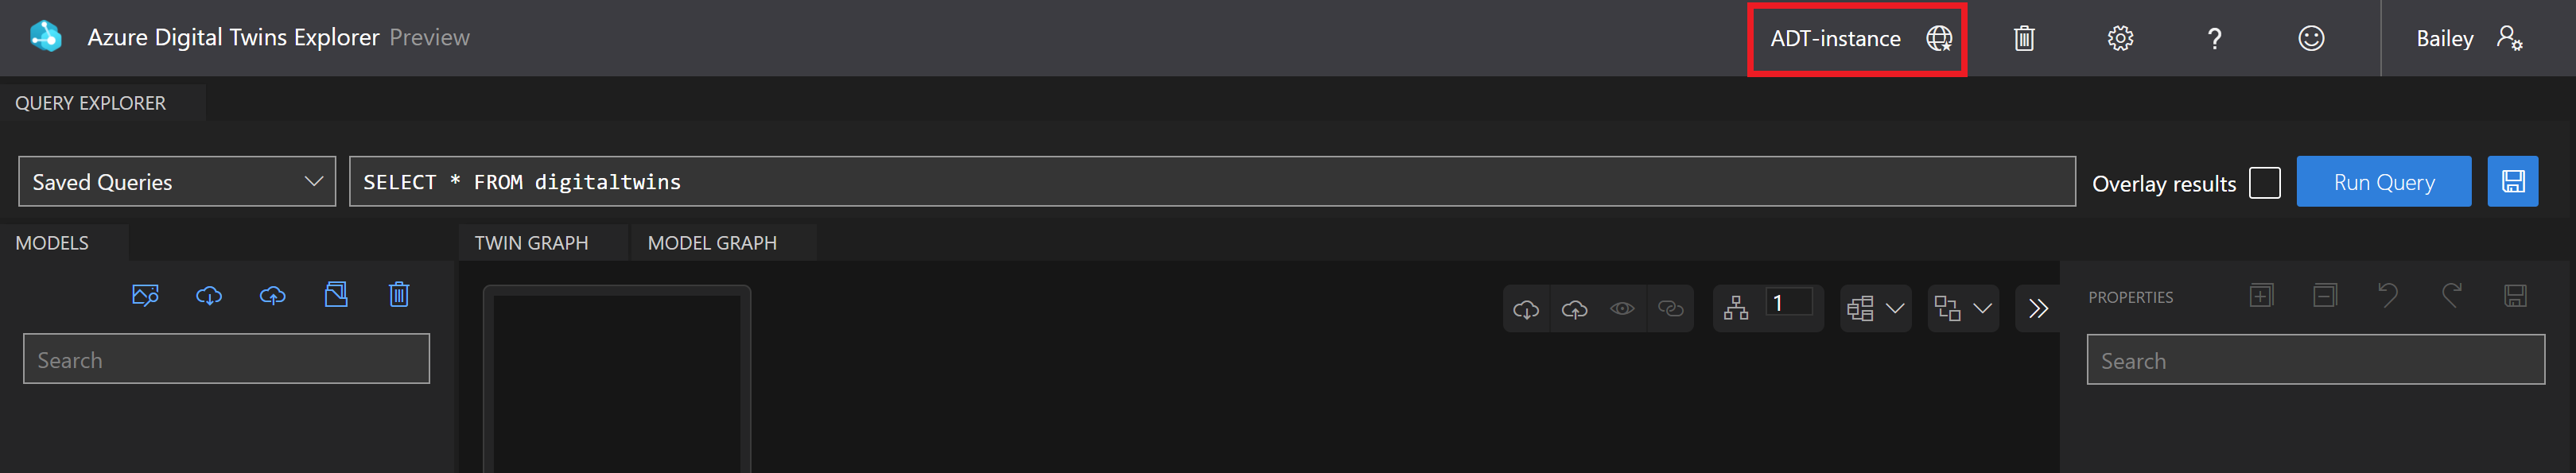 Azure Digital Twins Explorer Preview
ADT-instance
?
Bailey
QUERY EXPLORER
Saved Queries
SELECT * FROM digitaltwins
Overlay results
Run Query
MODELS
TWIN GRAPH
MODEL GRAPH
1
PROPERTIES
Search
Search